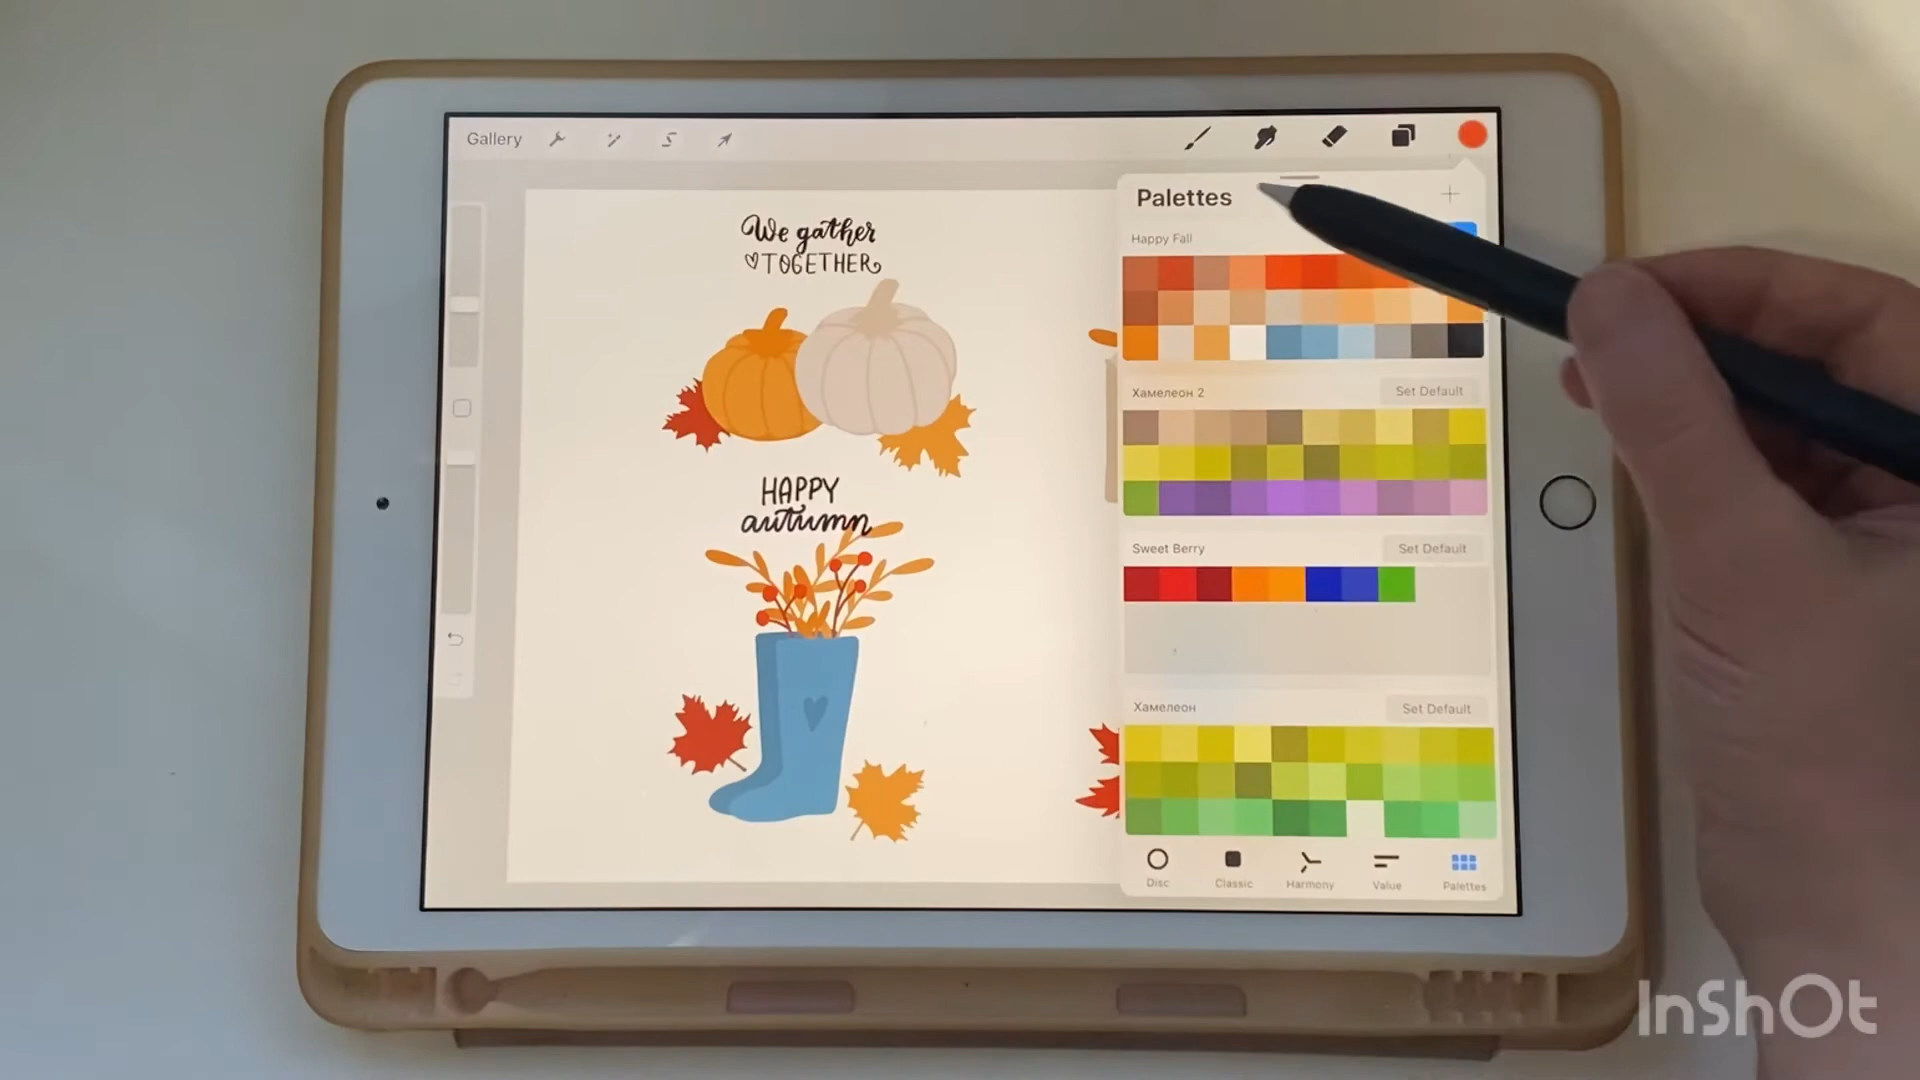 Gallery
Palettes
We gather
TOGETHER
Happy Fall
Хамелеон 2
Set Default
HAPPY
autumn
Sweet Berry
Set Default
Хамелеон
Set Default
Disc
Classic
Harmony
Value
Palettes
InShOt